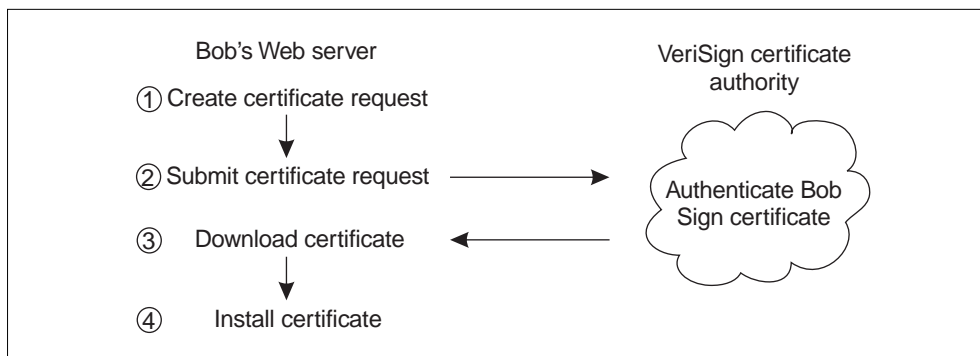 Bob's Web server
① Create certificate request
② Submit certificate request
③ Download certificate
④ Install certificate
VeriSign certificate
authority
Authenticate Bob
Sign certificate